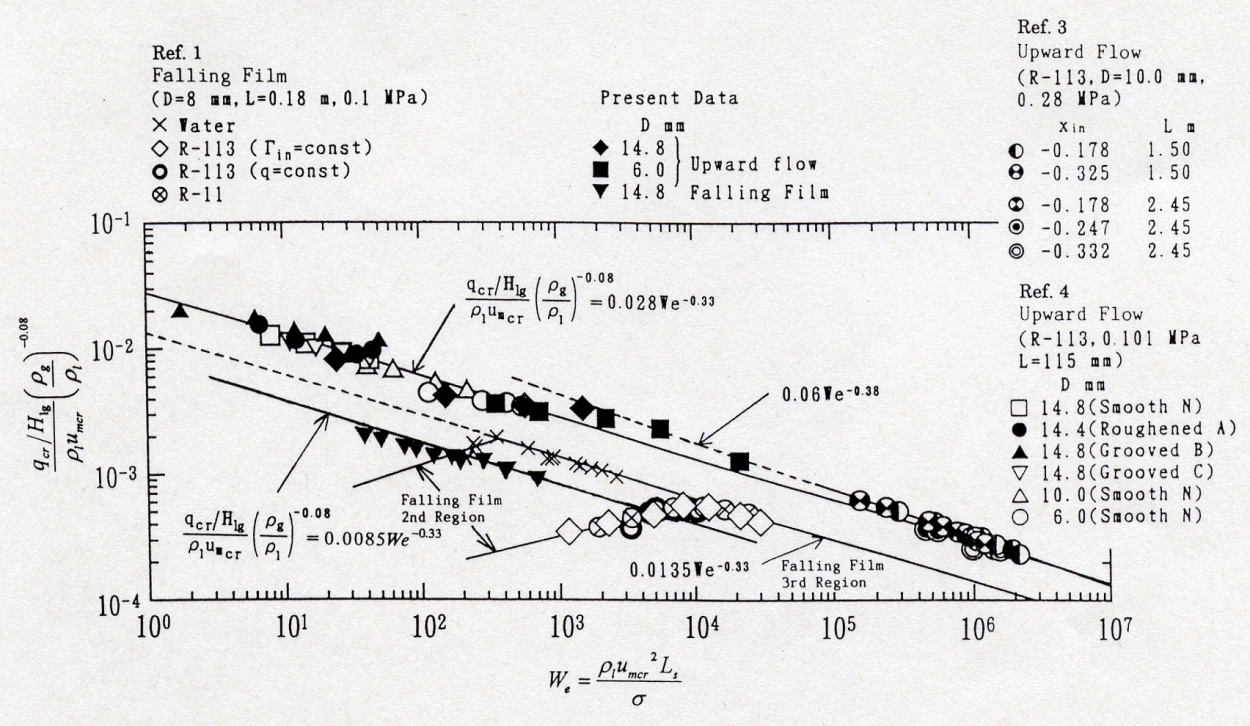 Ref. 1
Falling Film
(D=8 mm, L=0.18 m, 0.1 MPa)
× Water
◇ R-113 (Γin=const)
○ R-113 (q=const)
⊗ R-11
Present Data
D mm
◆ 14.8
■ 6.0
Upward flow
▼ 14.8 Falling Film
Ref. 3
Upward Flow
(R-113, D=10.0 mm,
0.28 MPa)
Xin L m
-0.178 1.50
-0.325 1.50
-0.178 2.45
-0.247 2.45
-0.332 2.45
Ref. 4
Upward Flow
(R-113, 0.101 MPa
L=115 mm)
D mm
□ 14.8(Smooth N)
● 14.4(Roughened A)
▲ 14.8(Grooved B)
▽ 14.8(Grooved C)
△ 10.0(Smooth N)
○ 6.0(Smooth N)
qcr/Hlg / ρlumcr (ρg/ρl)^-0.08
10^-1
10^-2
10^-3
10^-4
qcr/Hlg / ρlumcr (ρg/ρl)^-0.08 = 0.028We^-0.33
0.06We^-0.38
Falling Film
2nd Region
qcr/Hlg / ρlumcr (ρg/ρl)^-0.08 = 0.0085We^-0.33
0.0135We^-0.33
Falling Film
3rd Region
10^0 10^1 10^2 10^3 10^4 10^5 10^6 10^7
We = ρlumcr^2Ls / σ